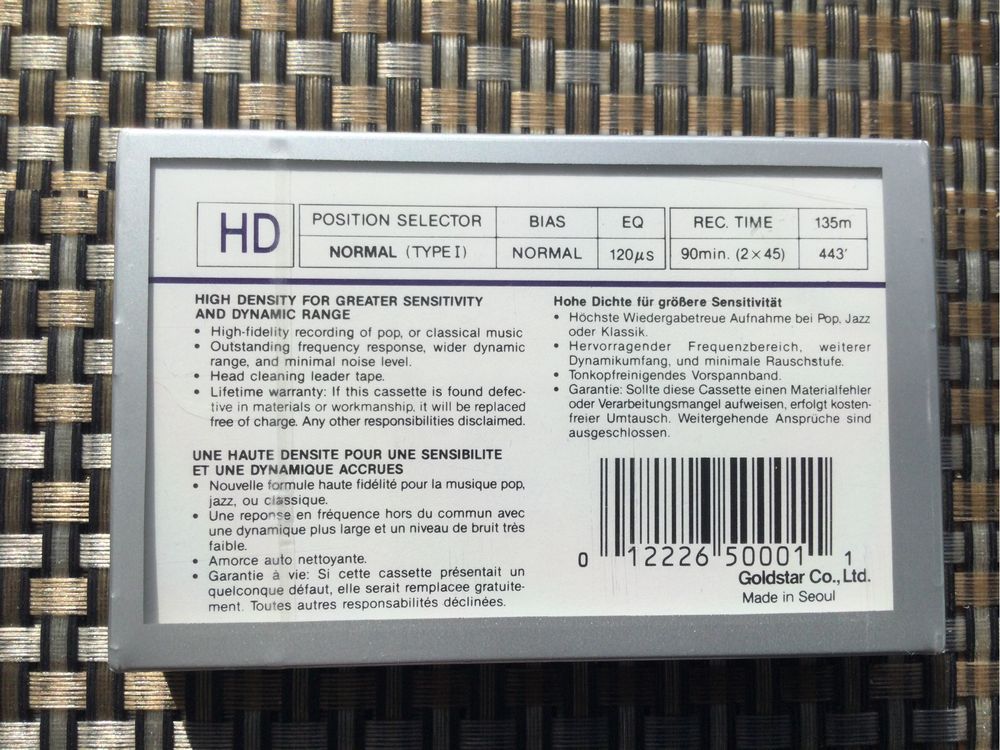 HD
POSITION SELECTOR BIAS EQ REC. TIME 135m
NORMAL (TYPE I) NORMAL 120µs 90min. (2×45) 443'
HIGH DENSITY FOR GREATER SENSITIVITY
AND DYNAMIC RANGE
• High-fidelity recording of pop, or classical music
• Outstanding frequency response, wider dynamic
range, and minimal noise level.
• Head cleaning leader tape.
• Lifetime warranty: If this cassette is found defec-
tive in materials or workmanship, it will be replaced
free of charge. Any other responsibilities disclaimed.
UNE HAUTE DENSITE POUR UNE SENSIBILITE
ET UNE DYNAMIQUE ACCRUES
• Nouvelle formule haute fidélité pour la musique pop,
jazz, ou classique.
• Une reponse en fréquence hors du commun avec
une dynamique plus large et un niveau de bruit très
faible.
• Amorce auto nettoyante.
• Garantie à vie: Si cette cassette présentait un
quelconque défaut, elle serait remplacee gratuite-
ment. Toutes autres responsabilités déclinées.
Hohe Dichte für größere Sensitivität
• Höchste Wiedergabetreue Aufnahme bei Pop, Jazz
oder Klassik.
• Hervorragender Frequenzbereich, weiterer
Dynamikumfang, und minimale Rauschstufe.
• Tonkopfreinigendes Vorspannband.
• Garantie: Sollte diese Cassette einen Materialfehler
oder Verarbeitungsmangel aufweisen, erfolgt kosten-
freier Umtausch. Weitergehende Ansprüche sind
ausgeschlossen.
0 12226 50001 1
Goldstar Co., Ltd.
Made in Seoul